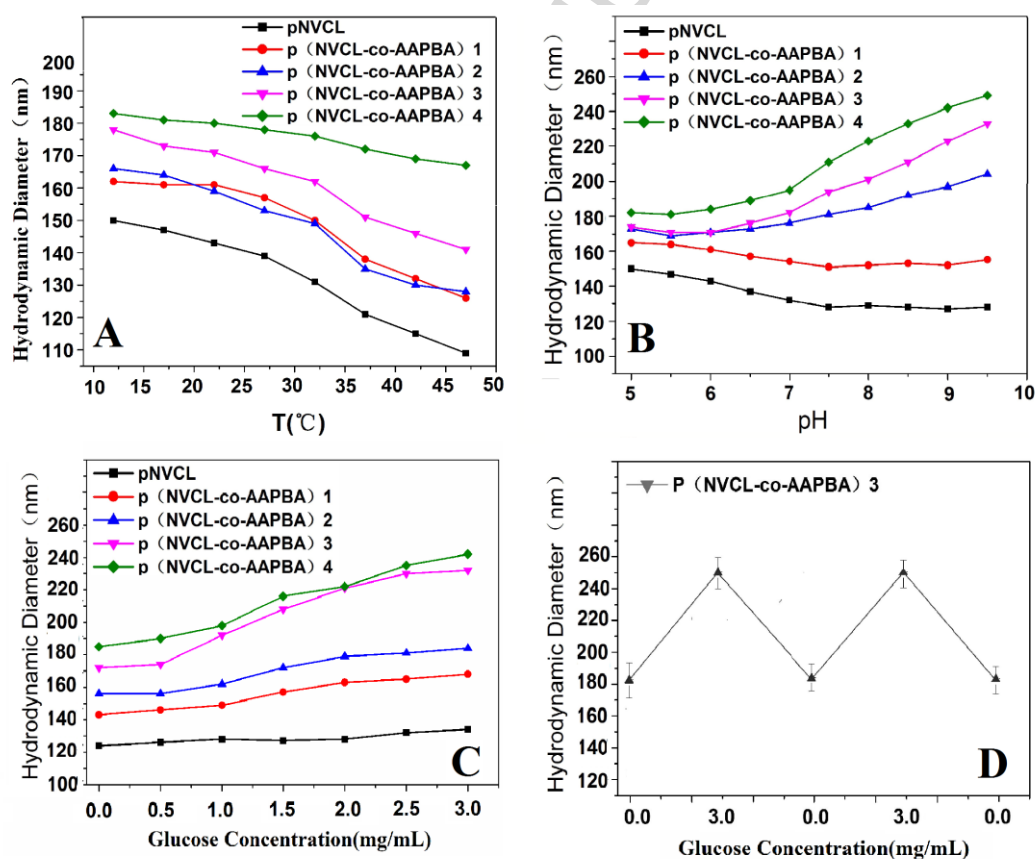 pNVCL
p（NVCL-co-AAPBA）1
p（NVCL-co-AAPBA）2
p（NVCL-co-AAPBA）3
p（NVCL-co-AAPBA）4
Hydrodynamic Diameter（nm）
200
190
180
170
160
150
140
130
120
110
A
10 15 20 25 30 35 40 45 50
T(℃)
pNVCL
p（NVCL-co-AAPBA）1
p（NVCL-co-AAPBA）2
p（NVCL-co-AAPBA）3
p（NVCL-co-AAPBA）4
Hydrodynamic Diameter（nm）
260
240
220
200
180
160
140
120
100
B
5 6 7 8 9 10
pH
pNVCL
p（NVCL-co-AAPBA）1
p（NVCL-co-AAPBA）2
p（NVCL-co-AAPBA）3
p（NVCL-co-AAPBA）4
Hydrodynamic Diameter（nm）
260
240
220
200
180
160
140
120
100
C
0.0 0.5 1.0 1.5 2.0 2.5 3.0
Glucose Concentration(mg/mL)
P（NVCL-co-AAPBA）3
Hydrodynamic Diameter（nm）
260
240
220
200
180
160
140
120
D
0.0 3.0 0.0 3.0 0.0
Glucose Concentration(mg/mL)